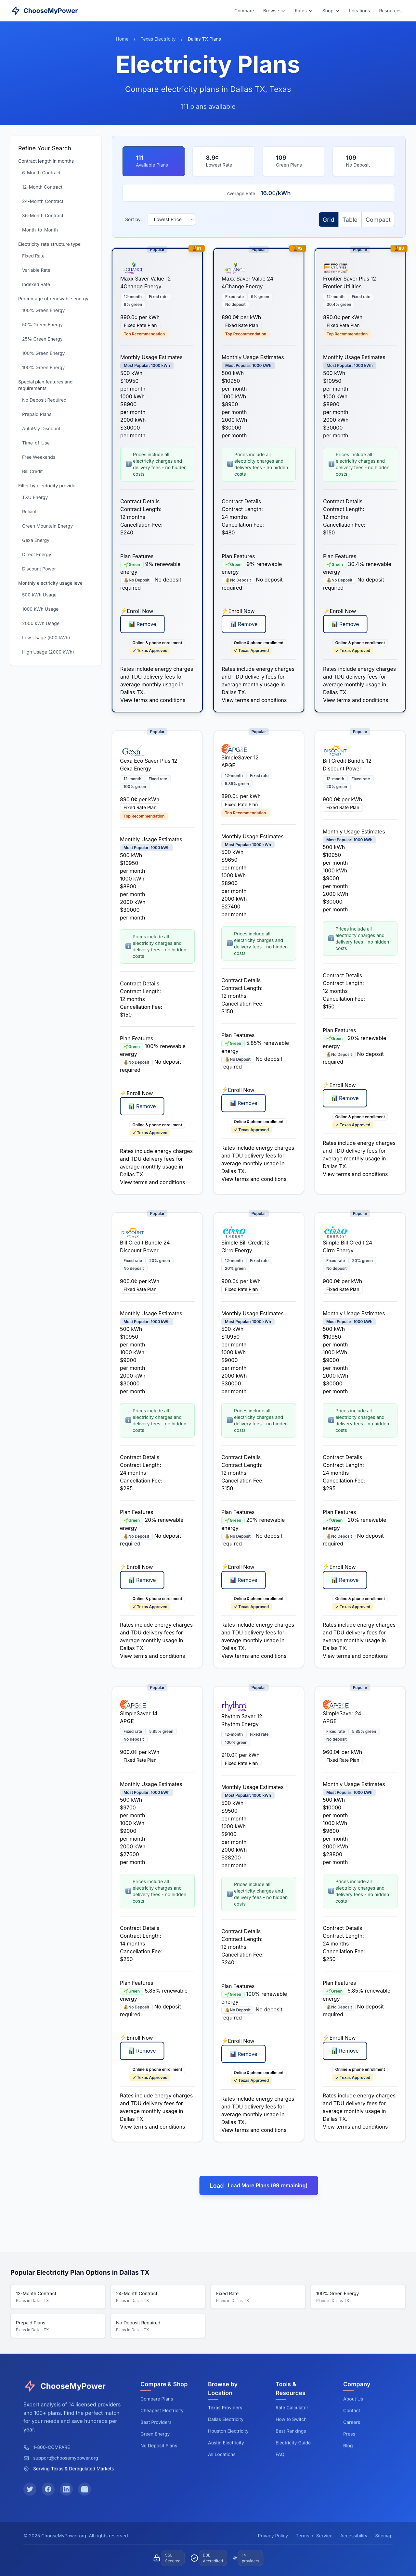 ChooseMyPower
Compare Browse Rates Shop Locations Resources
Home / Texas Electricity / Dallas TX Plans
Electricity Plans
Compare electricity plans in Dallas, Texas
111 plans available
Refine Your Search
Contract length in months
6-Month Contract
12-Month Contract
24-Month Contract
36-Month Contract
Month-to-Month
Electricity rate structure type
Fixed Rate
Variable Rate
Indexed Rate
Percentage of renewable energy
100% Green Energy
50% Green Energy
25% Green Energy
100% Green Energy
100% Green Energy
Special plan features and
requirements
No Deposit Required
Prepaid Plans
AutoPay Discount
Time-of-Use
Free Weekends
Bill Credit
Filter by electricity provider
TXU Energy
Reliant
Green Mountain Energy
Gexa Energy
Direct Energy
Discount Power
Monthly electricity usage level
500 kWh Usage
1000 kWh Usage
2000 kWh Usage
Low Usage (500 kWh)
High Usage (2000 kWh)
111
Available Plans
8.9¢
Lowest Rate
109
Green Plans
109
No Deposit
Average Rate: 16.0¢/kWh
Sort by: Lowest Price
Grid Table Compact
Popular
#1
4CHANGE
ENERGY
Maxx Saver Value 12
4Change Energy
12-month Fixed rate
9% green
890.0¢ per kWh
Fixed Rate Plan
Top Recommendation
Monthly Usage Estimates
Most Popular: 1000 kWh
500 kWh
$10950
per month
1000 kWh
$8900
per month
2000 kWh
$30000
per month
Prices include all
electricity charges and
delivery fees - no hidden
costs
Contract Details
Contract Length:
12 months
Cancellation Fee:
$240
Plan Features
Green 9% renewable
energy
No Deposit No deposit
required
Enroll Now
Remove
Online & phone enrollment
✓ Texas Approved
Rates include energy charges
and TDU delivery fees for
average monthly usage in
Dallas TX.
View terms and conditions
Popular
#2
4CHANGE
ENERGY
Maxx Saver Value 24
4Change Energy
Fixed rate 9% green
No deposit
890.0¢ per kWh
Fixed Rate Plan
Top Recommendation
Monthly Usage Estimates
Most Popular: 1000 kWh
500 kWh
$10950
per month
1000 kWh
$8900
per month
2000 kWh
$30000
per month
Prices include all
electricity charges and
delivery fees - no hidden
costs
Contract Details
Contract Length:
24 months
Cancellation Fee:
$480
Plan Features
Green 9% renewable
energy
No Deposit No deposit
required
Enroll Now
Remove
Online & phone enrollment
✓ Texas Approved
Rates include energy charges
and TDU delivery fees for
average monthly usage in
Dallas TX.
View terms and conditions
Popular
#3
FRONTIER
UTILITIES
Frontier Saver Plus 12
Frontier Utilities
12-month Fixed rate
30.4% green
890.0¢ per kWh
Fixed Rate Plan
Top Recommendation
Monthly Usage Estimates
Most Popular: 1000 kWh
500 kWh
$10950
per month
1000 kWh
$8900
per month
2000 kWh
$30000
per month
Prices include all
electricity charges and
delivery fees - no hidden
costs
Contract Details
Contract Length:
12 months
Cancellation Fee:
$150
Plan Features
Green 30.4% renewable
energy
No Deposit No deposit
required
Enroll Now
Remove
Online & phone enrollment
✓ Texas Approved
Rates include energy charges
and TDU delivery fees for
average monthly usage in
Dallas TX.
View terms and conditions
Popular
Gexa
ENERGY
Gexa Eco Saver Plus 12
Gexa Energy
12-month Fixed rate
100% green
890.0¢ per kWh
Fixed Rate Plan
Top Recommendation
Monthly Usage Estimates
Most Popular: 1000 kWh
500 kWh
$10950
per month
1000 kWh
$8900
per month
2000 kWh
$30000
per month
Prices include all
electricity charges and
delivery fees - no hidden
costs
Contract Details
Contract Length:
12 months
Cancellation Fee:
$150
Plan Features
Green 100% renewable
energy
No Deposit No deposit
required
Enroll Now
Remove
Online & phone enrollment
✓ Texas Approved
Rates include energy charges
and TDU delivery fees for
average monthly usage in
Dallas TX.
View terms and conditions
Popular
APG&E
SimpleSaver 12
APGE
12-month Fixed rate
5.85% green
890.0¢ per kWh
Fixed Rate Plan
Top Recommendation
Monthly Usage Estimates
Most Popular: 1000 kWh
500 kWh
$9650
per month
1000 kWh
$8900
per month
2000 kWh
$27400
per month
Prices include all
electricity charges and
delivery fees - no hidden
costs
Contract Details
Contract Length:
12 months
Cancellation Fee:
$150
Plan Features
Green 5.85% renewable
energy
No Deposit No deposit
required
Enroll Now
Remove
Online & phone enrollment
✓ Texas Approved
Rates include energy charges
and TDU delivery fees for
average monthly usage in
Dallas TX.
View terms and conditions
Popular
DISCOUNT
POWER
Bill Credit Bundle 12
Discount Power
12-month Fixed rate
20% green
900.0¢ per kWh
Fixed Rate Plan
Monthly Usage Estimates
Most Popular: 1000 kWh
500 kWh
$10950
per month
1000 kWh
$9000
per month
2000 kWh
$30000
per month
Prices include all
electricity charges and
delivery fees - no hidden
costs
Contract Details
Contract Length:
12 months
Cancellation Fee:
$150
Plan Features
Green 20% renewable
energy
No Deposit No deposit
required
Enroll Now
Remove
Online & phone enrollment
✓ Texas Approved
Rates include energy charges
and TDU delivery fees for
average monthly usage in
Dallas TX.
View terms and conditions
Popular
DISCOUNT
POWER
Bill Credit Bundle 24
Discount Power
Fixed rate 20% green
No deposit
900.0¢ per kWh
Fixed Rate Plan
Monthly Usage Estimates
Most Popular: 1000 kWh
500 kWh
$10950
per month
1000 kWh
$9000
per month
2000 kWh
$30000
per month
Prices include all
electricity charges and
delivery fees - no hidden
costs
Contract Details
Contract Length:
24 months
Cancellation Fee:
$295
Plan Features
Green 20% renewable
energy
No Deposit No deposit
required
Enroll Now
Remove
Online & phone enrollment
✓ Texas Approved
Rates include energy charges
and TDU delivery fees for
average monthly usage in
Dallas TX.
View terms and conditions
Popular
cirro
ENERGY
Simple Bill Credit 12
Cirro Energy
12-month Fixed rate
20% green
900.0¢ per kWh
Fixed Rate Plan
Monthly Usage Estimates
Most Popular: 1000 kWh
500 kWh
$10950
per month
1000 kWh
$9000
per month
2000 kWh
$30000
per month
Prices include all
electricity charges and
delivery fees - no hidden
costs
Contract Details
Contract Length:
12 months
Cancellation Fee:
$150
Plan Features
Green 20% renewable
energy
No Deposit No deposit
required
Enroll Now
Remove
Online & phone enrollment
✓ Texas Approved
Rates include energy charges
and TDU delivery fees for
average monthly usage in
Dallas TX.
View terms and conditions
Popular
cirro
ENERGY
Simple Bill Credit 24
Cirro Energy
Fixed rate 20% green
No deposit
900.0¢ per kWh
Fixed Rate Plan
Monthly Usage Estimates
Most Popular: 1000 kWh
500 kWh
$10950
per month
1000 kWh
$9000
per month
2000 kWh
$30000
per month
Prices include all
electricity charges and
delivery fees - no hidden
costs
Contract Details
Contract Length:
24 months
Cancellation Fee:
$295
Plan Features
Green 20% renewable
energy
No Deposit No deposit
required
Enroll Now
Remove
Online & phone enrollment
✓ Texas Approved
Rates include energy charges
and TDU delivery fees for
average monthly usage in
Dallas TX.
View terms and conditions
Popular
APG&E
SimpleSaver 14
APGE
Fixed rate 5.85% green
No deposit
900.0¢ per kWh
Fixed Rate Plan
Monthly Usage Estimates
Most Popular: 1000 kWh
500 kWh
$9700
per month
1000 kWh
$9000
per month
2000 kWh
$27600
per month
Prices include all
electricity charges and
delivery fees - no hidden
costs
Contract Details
Contract Length:
14 months
Cancellation Fee:
$250
Plan Features
Green 5.85% renewable
energy
No Deposit No deposit
required
Enroll Now
Remove
Online & phone enrollment
✓ Texas Approved
Rates include energy charges
and TDU delivery fees for
average monthly usage in
Dallas TX.
View terms and conditions
Popular
rhythm
Rhythm Saver 12
Rhythm Energy
12-month Fixed rate
100% green
910.0¢ per kWh
Fixed Rate Plan
Monthly Usage Estimates
Most Popular: 1000 kWh
500 kWh
$9500
per month
1000 kWh
$9100
per month
2000 kWh
$28200
per month
Prices include all
electricity charges and
delivery fees - no hidden
costs
Contract Details
Contract Length:
12 months
Cancellation Fee:
$240
Plan Features
Green 100% renewable
energy
No Deposit No deposit
required
Enroll Now
Remove
Online & phone enrollment
✓ Texas Approved
Rates include energy charges
and TDU delivery fees for
average monthly usage in
Dallas TX.
View terms and conditions
Popular
APG&E
SimpleSaver 24
APGE
Fixed rate 5.85% green
No deposit
960.0¢ per kWh
Fixed Rate Plan
Monthly Usage Estimates
Most Popular: 1000 kWh
500 kWh
$10000
per month
1000 kWh
$9600
per month
2000 kWh
$28800
per month
Prices include all
electricity charges and
delivery fees - no hidden
costs
Contract Details
Contract Length:
24 months
Cancellation Fee:
$250
Plan Features
Green 5.85% renewable
energy
No Deposit No deposit
required
Enroll Now
Remove
Online & phone enrollment
✓ Texas Approved
Rates include energy charges
and TDU delivery fees for
average monthly usage in
Dallas TX.
View terms and conditions
Load Load More Plans (99 remaining)
Popular Electricity Plan Options in Dallas TX
12-Month Contract
Plans in Dallas TX
24-Month Contract
Plans in Dallas TX
Fixed Rate
Plans in Dallas TX
100% Green Energy
Plans in Dallas TX
Prepaid Plans
Plans in Dallas TX
No Deposit Required
Plans in Dallas TX
ChooseMyPower
Expert analysis of 14 licensed providers
and 100+ plans. Find the perfect match
for your needs and save hundreds per
year.
1-800-COMPARE
support@choosemypower.org
Serving Texas & Deregulated Markets
Compare & Shop
Compare Plans
Cheapest Electricity
Best Providers
Green Energy
No Deposit Plans
Browse by
Location
Texas Providers
Dallas Electricity
Houston Electricity
Austin Electricity
All Locations
Tools &
Resources
Rate Calculator
How to Switch
Best Rankings
Electricity Guide
FAQ
Company
About Us
Contact
Careers
Press
Blog
© 2025 ChooseMyPower.org. All rights reserved.
Privacy Policy Terms of Service Accessibility Sitemap
SSL
Secured
BBB
Accredited
14
providers